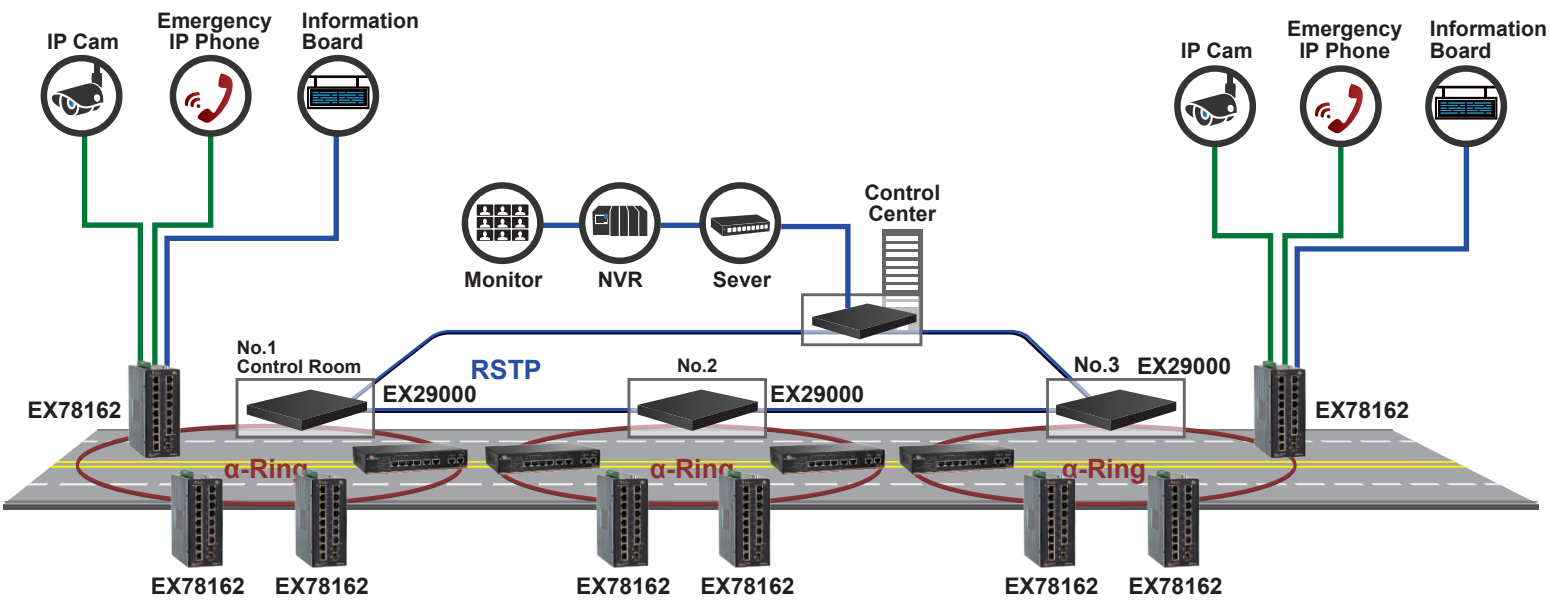 IP Cam
Emergency
IP Phone
Information
Board
IP Cam
Emergency
IP Phone
Information
Board
Control
Center
Monitor
NVR
Sever
No.1
Control Room
RSTP
EX29000
No.2
EX29000
No.3
EX29000
EX78162
EX78162
α-Ring
α-Ring
α-Ring
EX78162
EX78162
EX78162
EX78162
EX78162
EX78162